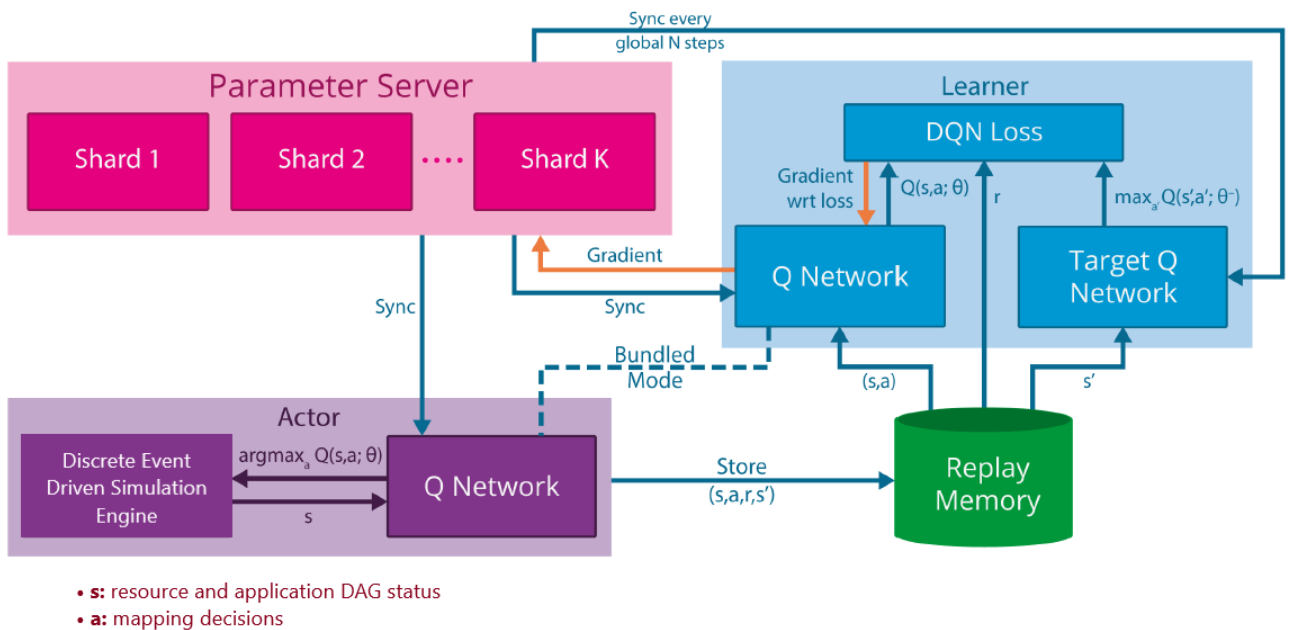 Sync every
global N steps
Parameter Server
Shard 1
Shard 2
....
Shard K
Learner
DQN Loss
Gradient
wrt loss
Q(s,a; θ)
r
maxₐ' Q(s',a'; θ⁻)
Gradient
Q Network
Target Q
Network
Sync
Sync
Bundled
Mode
(s,a)
s'
Actor
Discrete Event
Driven Simulation
Engine
argmaxₐ Q(s,a; θ)
s
Q Network
Store
(s,a,r,s')
Replay
Memory
• s: resource and application DAG status
• a: mapping decisions